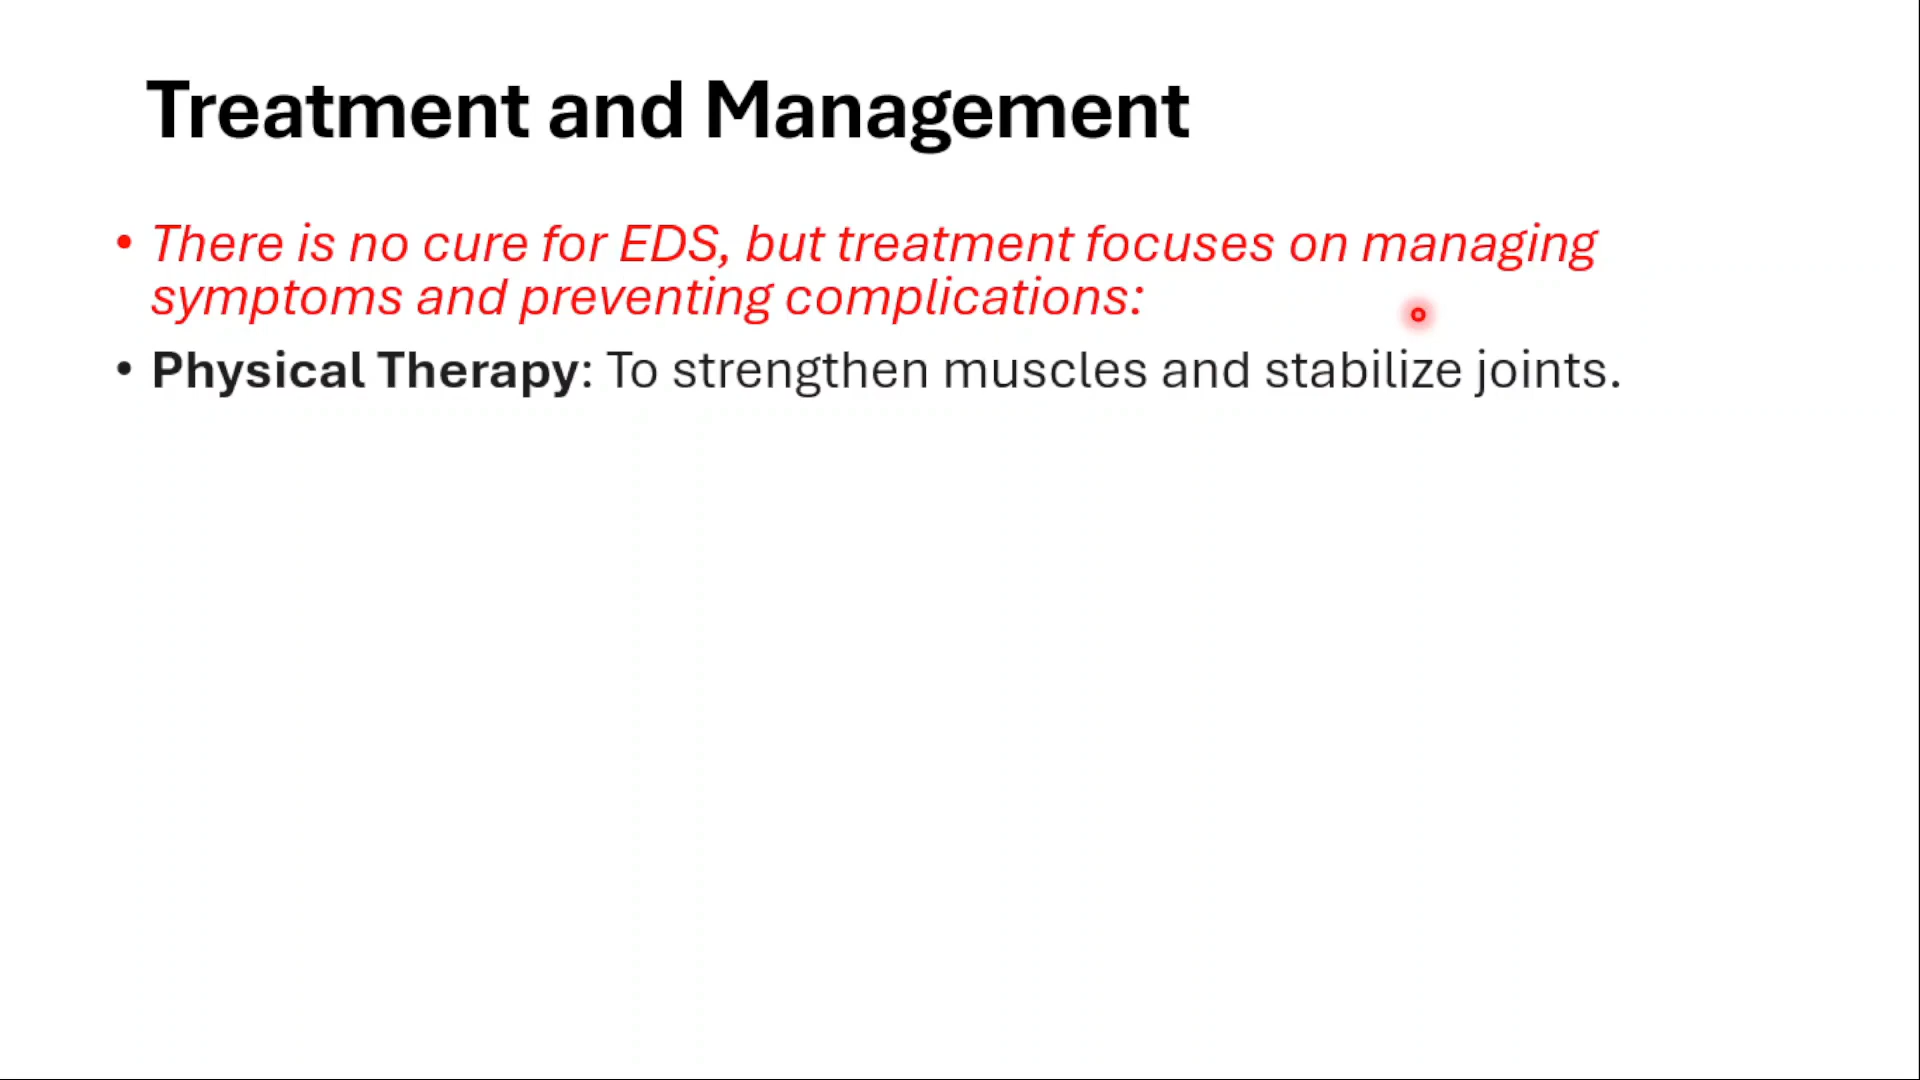 Treatment and Management
• There is no cure for EDS, but treatment focuses on managing
symptoms and preventing complications:
• Physical Therapy: To strengthen muscles and stabilize joints.